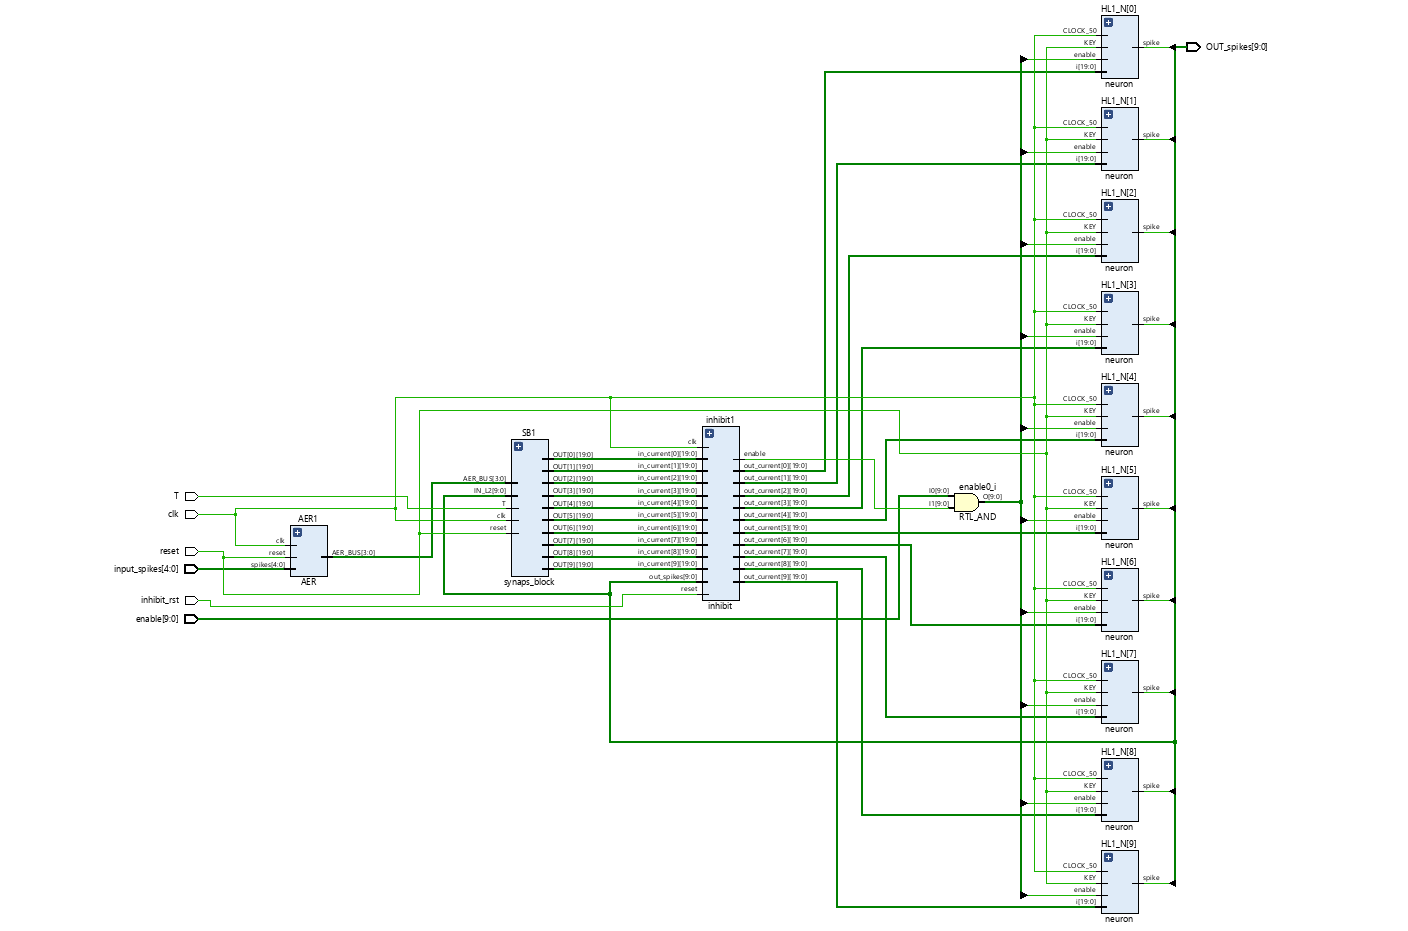 T
clk
reset
input_spikes[4:0]
inhibit_rst
enable[9:0]
AER1
clk
reset
spikes[4:0]
AER_BUS[3:0]
AER
SB1
AER_BUS[3:0]
IN_L2[9:0]
T
clk
reset
OUT[0][19:0]
OUT[1][19:0]
OUT[2][19:0]
OUT[3][19:0]
OUT[4][19:0]
OUT[5][19:0]
OUT[6][19:0]
OUT[7][19:0]
OUT[8][19:0]
OUT[9][19:0]
synaps_block
inhibit1
clk
in_current[0][19:0]
in_current[1][19:0]
in_current[2][19:0]
in_current[3][19:0]
in_current[4][19:0]
in_current[5][19:0]
in_current[6][19:0]
in_current[7][19:0]
in_current[8][19:0]
in_current[9][19:0]
out_spikes[9:0]
reset
enable
out_current[0][19:0]
out_current[1][19:0]
out_current[2][19:0]
out_current[3][19:0]
out_current[4][19:0]
out_current[5][19:0]
out_current[6][19:0]
out_current[7][19:0]
out_current[8][19:0]
out_current[9][19:0]
inhibit
enable0_i
I0[9:0]
I1[9:0]
O[9:0]
RTL_AND
HL1_N[0]
CLOCK_50
KEY
enable
i[19:0]
spike
neuron
HL1_N[1]
CLOCK_50
KEY
enable
i[19:0]
spike
neuron
HL1_N[2]
CLOCK_50
KEY
enable
i[19:0]
spike
neuron
HL1_N[3]
CLOCK_50
KEY
enable
i[19:0]
spike
neuron
HL1_N[4]
CLOCK_50
KEY
enable
i[19:0]
spike
neuron
HL1_N[5]
CLOCK_50
KEY
enable
i[19:0]
spike
neuron
HL1_N[6]
CLOCK_50
KEY
enable
i[19:0]
spike
neuron
HL1_N[7]
CLOCK_50
KEY
enable
i[19:0]
spike
neuron
HL1_N[8]
CLOCK_50
KEY
enable
i[19:0]
spike
neuron
HL1_N[9]
CLOCK_50
KEY
enable
i[19:0]
spike
neuron
OUT_spikes[9:0]